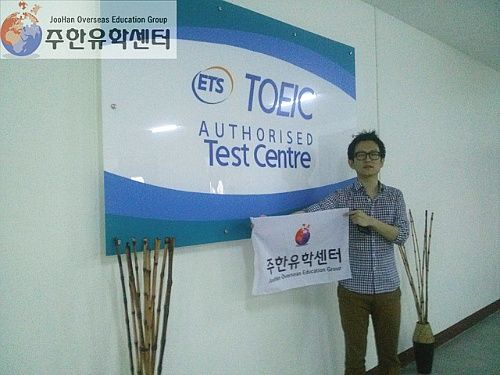 JooHan Overseas Education Group
주한유학센터
ETS TOEIC
AUTHORISED
Test Centre
주한유학센터
JooHan Overseas Education Group